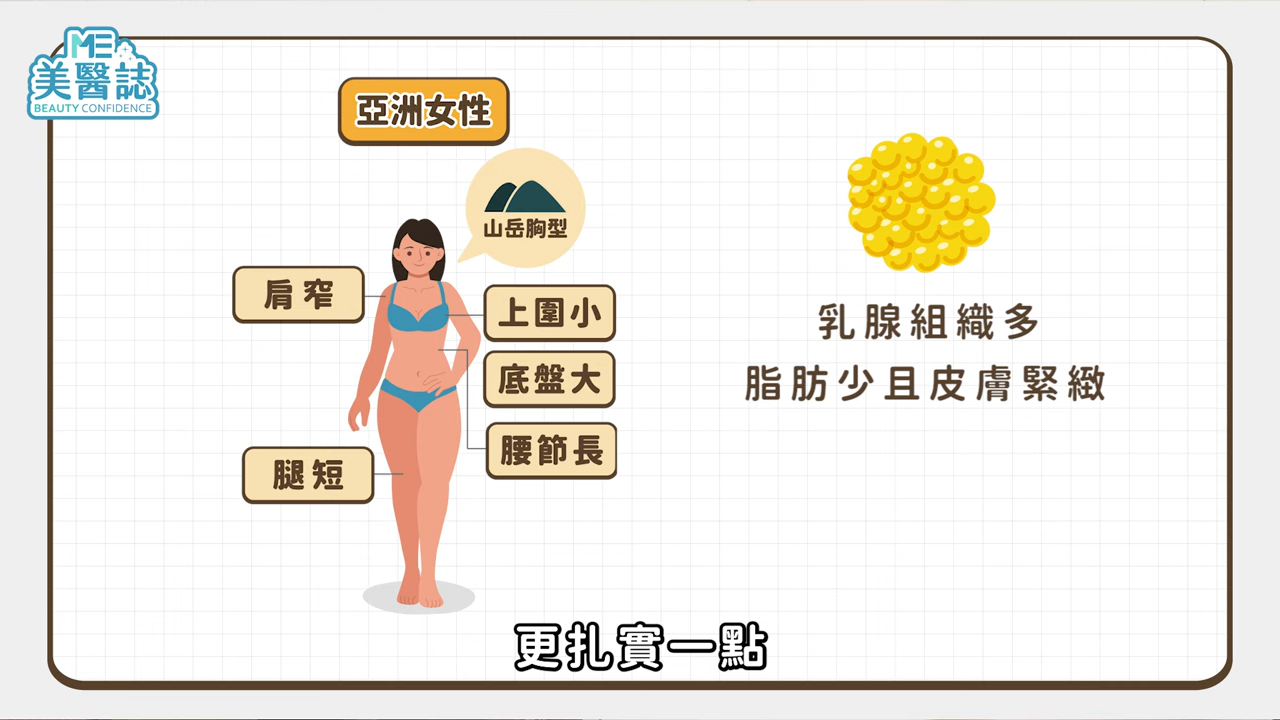 ME
美醫誌
BEAUTY CONFIDENCE
亞洲女性
山岳胸型
肩窄
上圍小
底盤大
腰節長
腿短
乳腺組織多
脂肪少且皮膚緊緻
更扎實一點